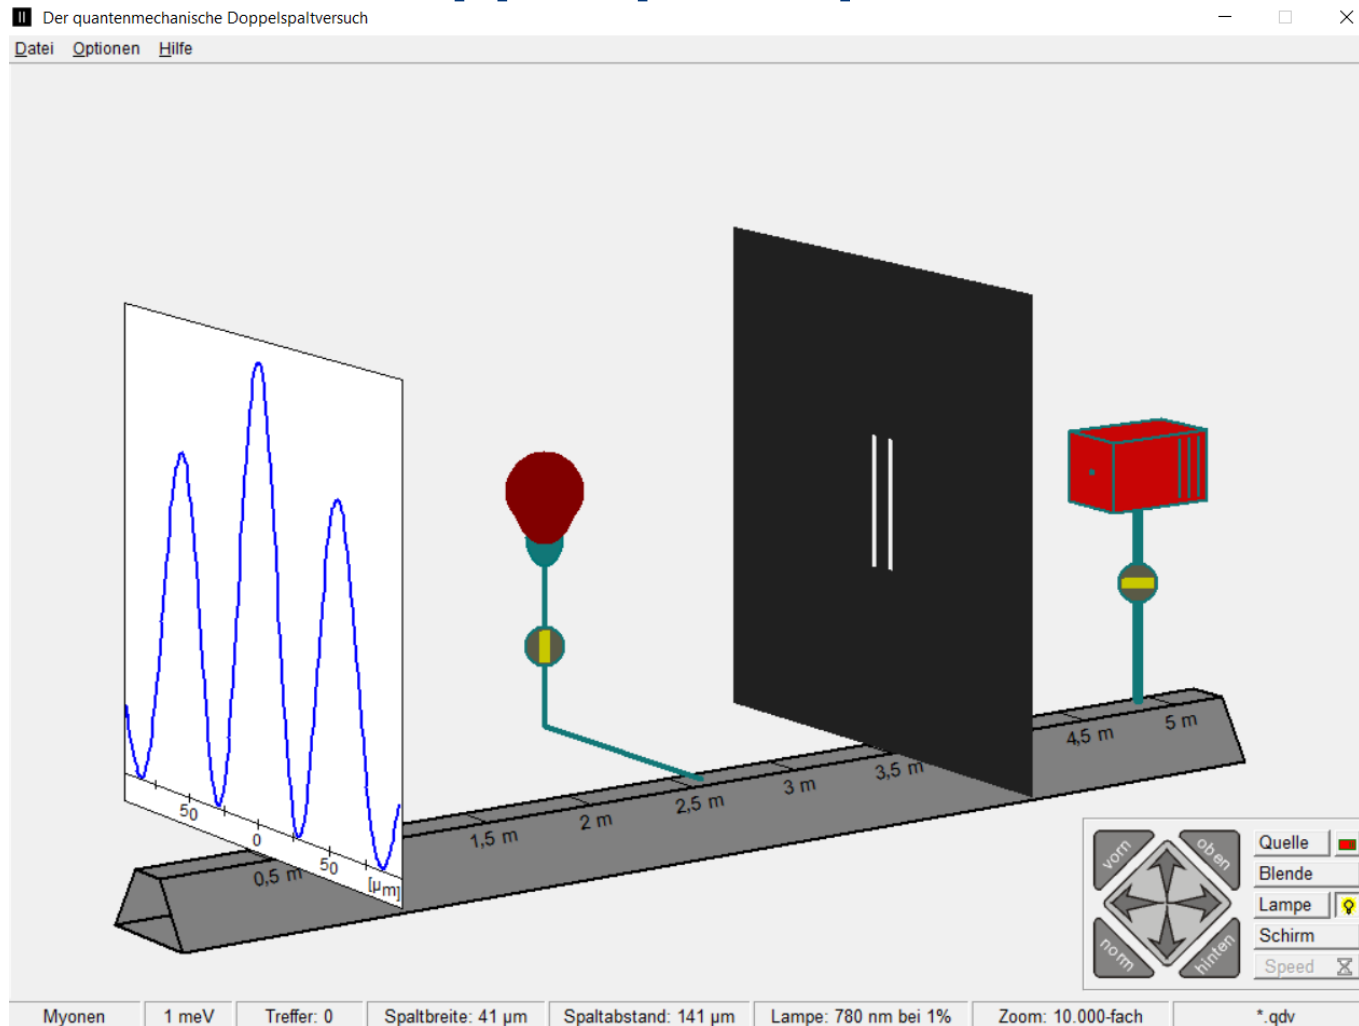 Der quantenmechanische Doppelspaltversuch
Datei Optionen Hilfe
50 0 50 [µm]
0,5 m 1,5 m 2 m 2,5 m 3 m 3,5 m 4,5 m 5 m
vorn oben
norm hinten
Quelle
Blende
Lampe
Schirm
Speed
Myonen 1 meV Treffer: 0 Spaltbreite: 41 µm Spaltabstand: 141 µm Lampe: 780 nm bei 1% Zoom: 10.000-fach *.qdv